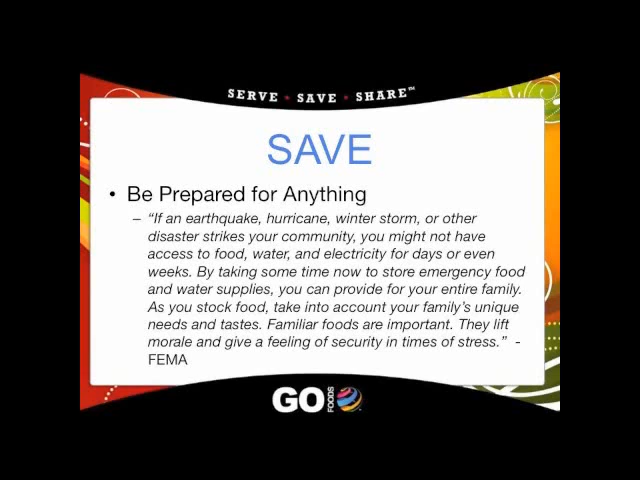 SERVE * SAVE * SHARE™
SAVE
• Be Prepared for Anything
– “If an earthquake, hurricane, winter storm, or other
disaster strikes your community, you might not have
access to food, water, and electricity for days or even
weeks. By taking some time now to store emergency food
and water supplies, you can provide for your entire family.
As you stock food, take into account your family’s unique
needs and tastes. Familiar foods are important. They lift
morale and give a feeling of security in times of stress.” -
FEMA
GO FOODS